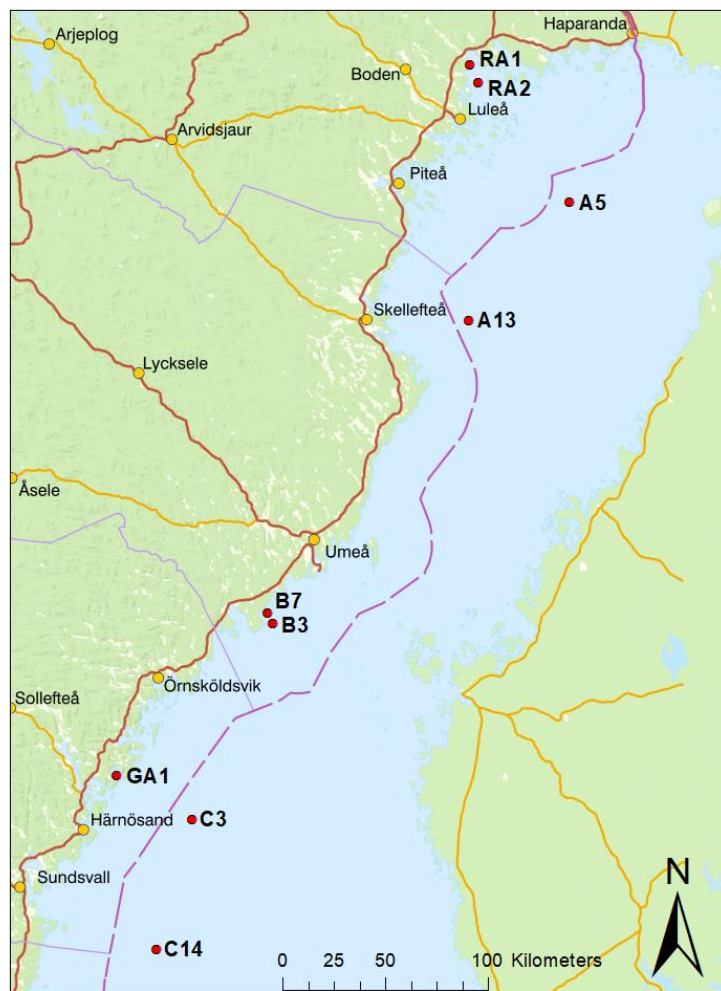 Haparanda
Arjeplog
RA1
Boden
RA2
Luleå
Arvidsjaur
Piteå
A5
Skellefteå
A13
Lycksele
Åsele
Umeå
B7
B3
Örnsköldsvik
Sollefteå
GA1
C3
Härnösand
Sundsvall
N
C14
0 25 50 100 Kilometers